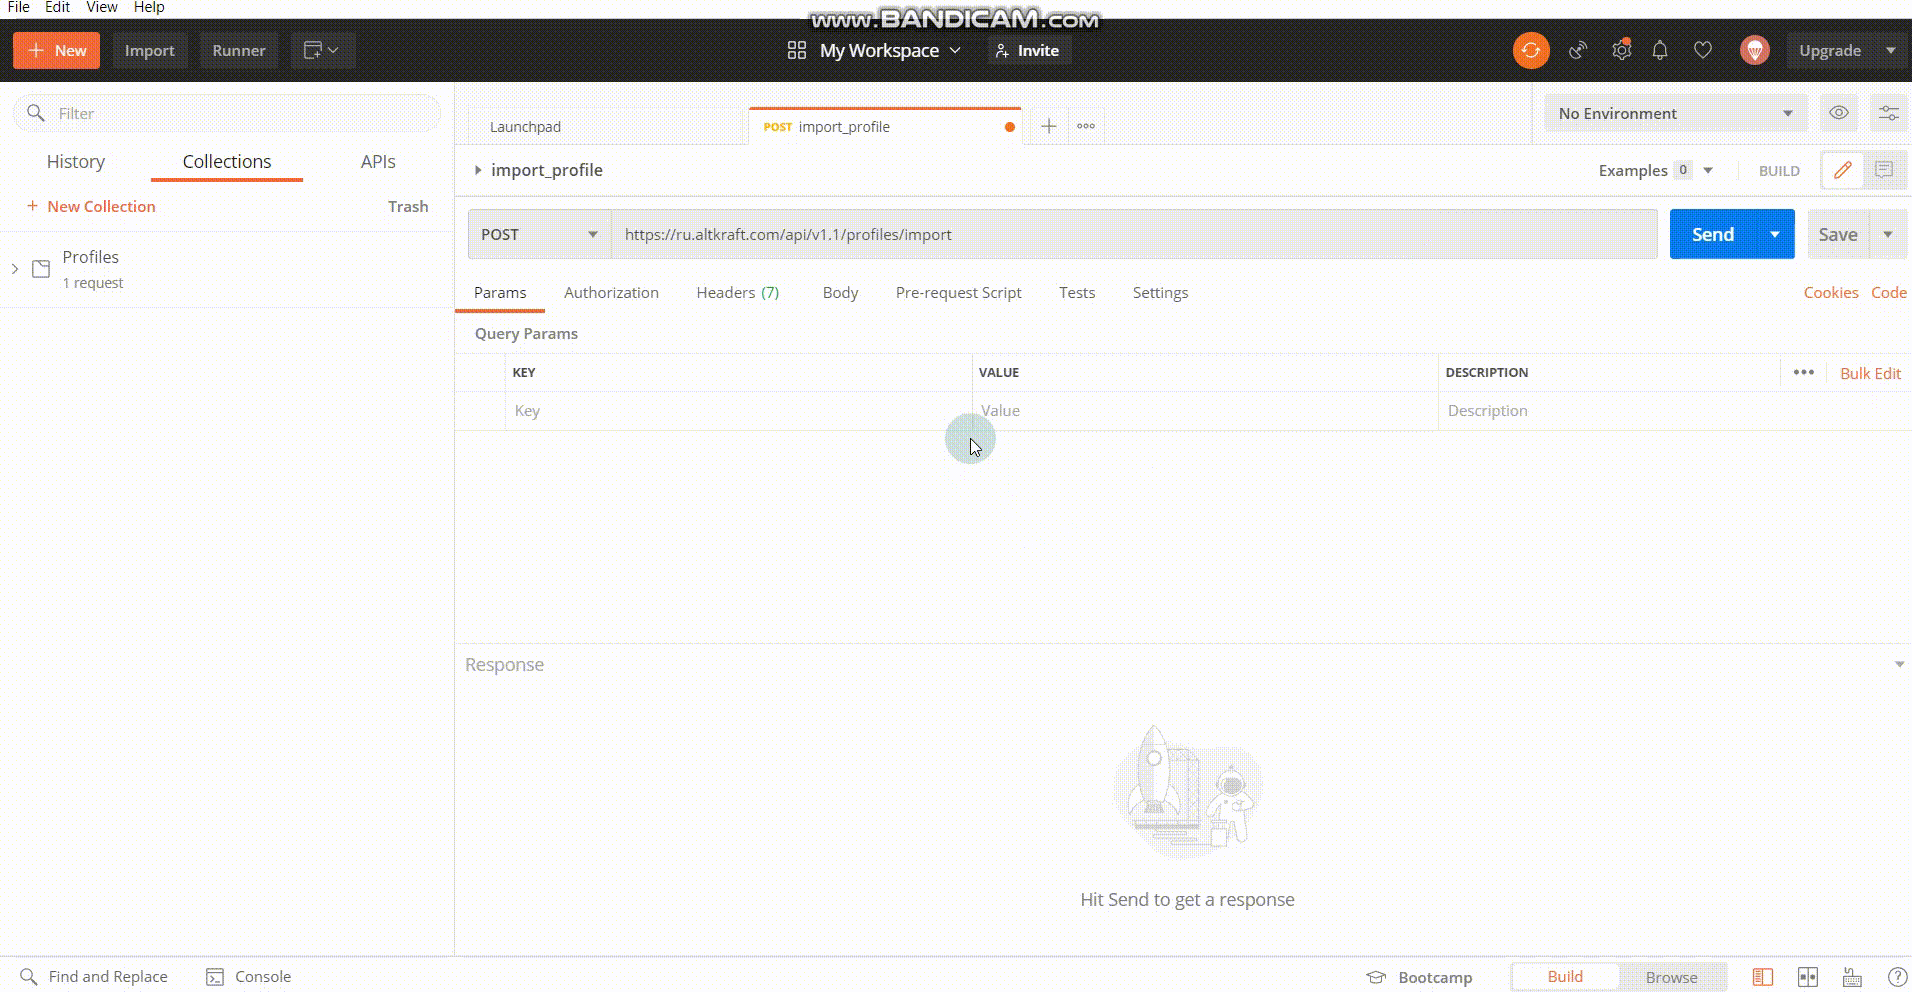 File Edit View Help
www.BANDICAM.com
+ New Import Runner My Workspace Invite Upgrade
Filter
History Collections APIs
+ New Collection Trash
Profiles
1 request
Launchpad POST import_profile + ooo No Environment
import_profile Examples 0 BUILD
POST https://ru.altkraft.com/api/v1.1/profiles/import Send Save
Params Authorization Headers (7) Body Pre-request Script Tests Settings Cookies Code
Query Params
KEY VALUE DESCRIPTION ••• Bulk Edit
Key Value Description
Response
Hit Send to get a response
Find and Replace Console Bootcamp Build Browse ?